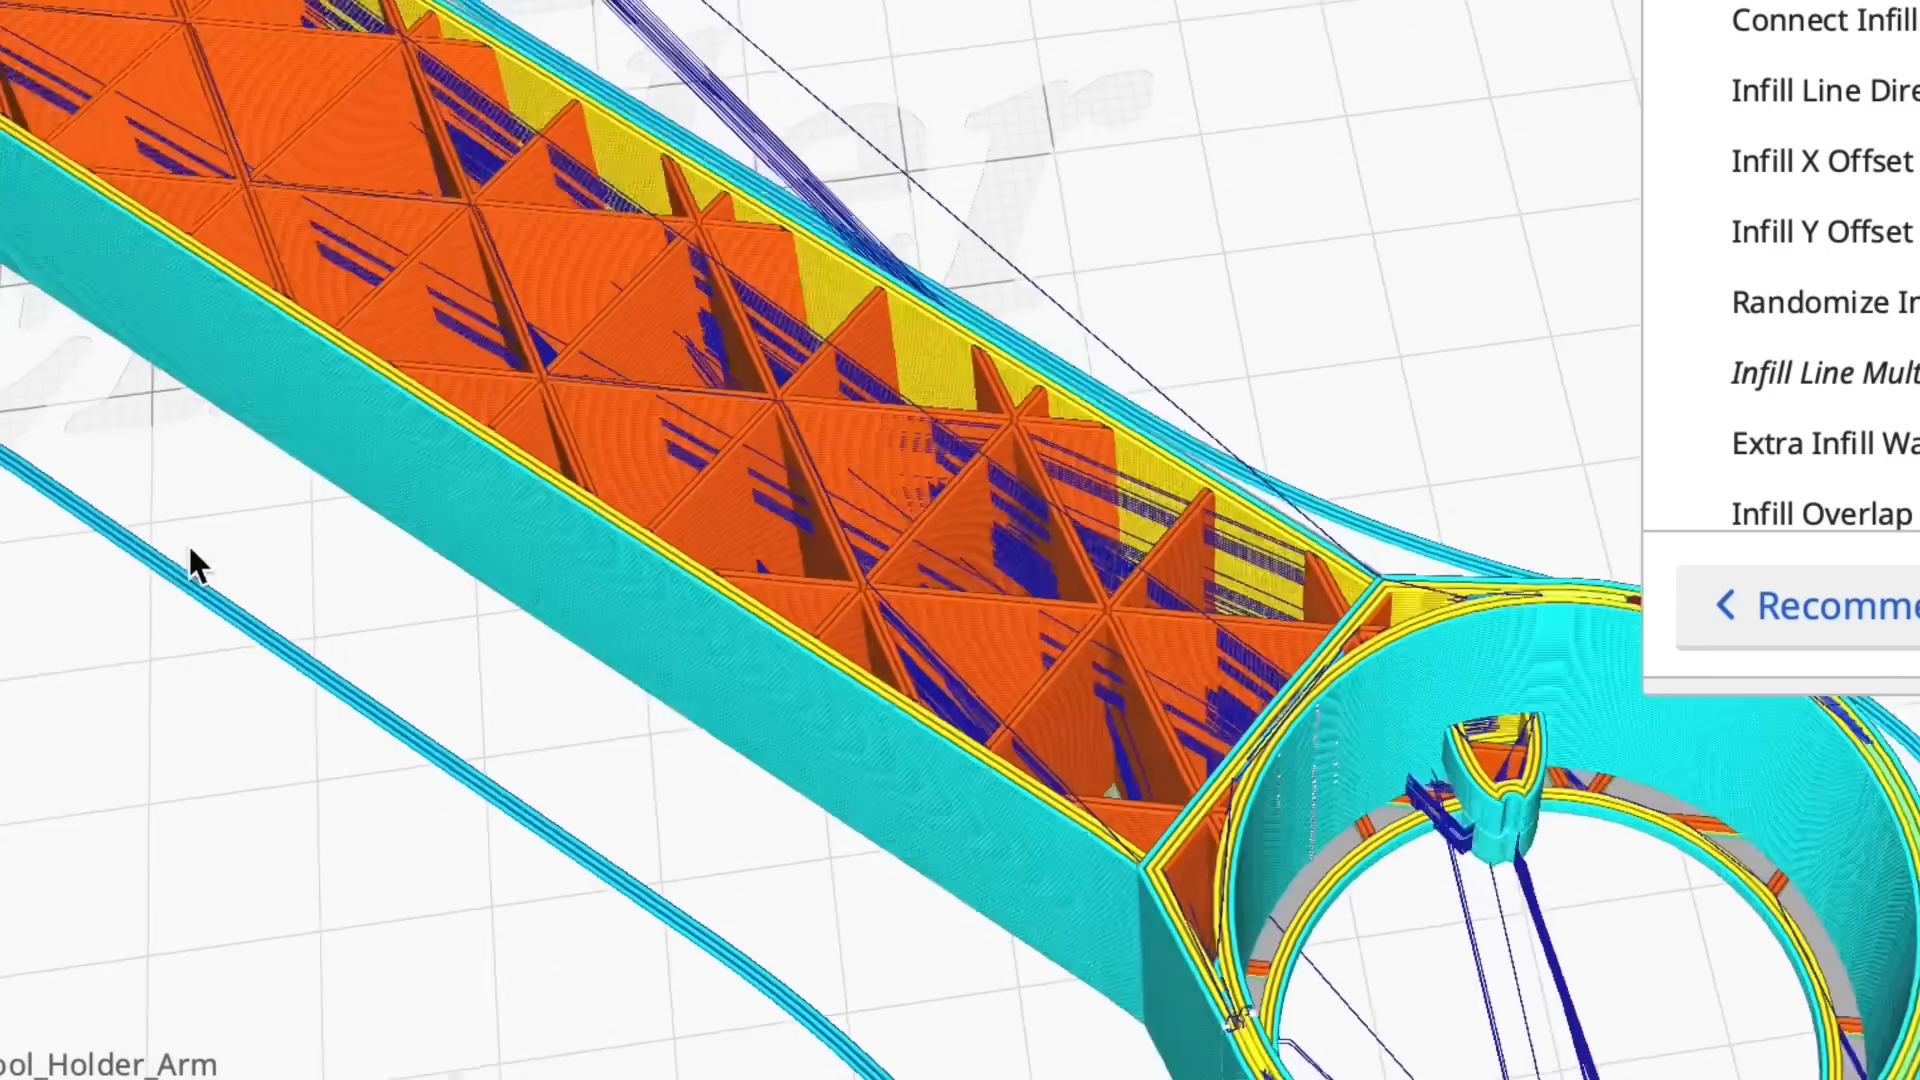 Connect Infill
Infill Line Dire
Infill X Offset
Infill Y Offset
Randomize In
Infill Line Mult
Extra Infill Wa
Infill Overlap
Recomme
ool_Holder_Arm